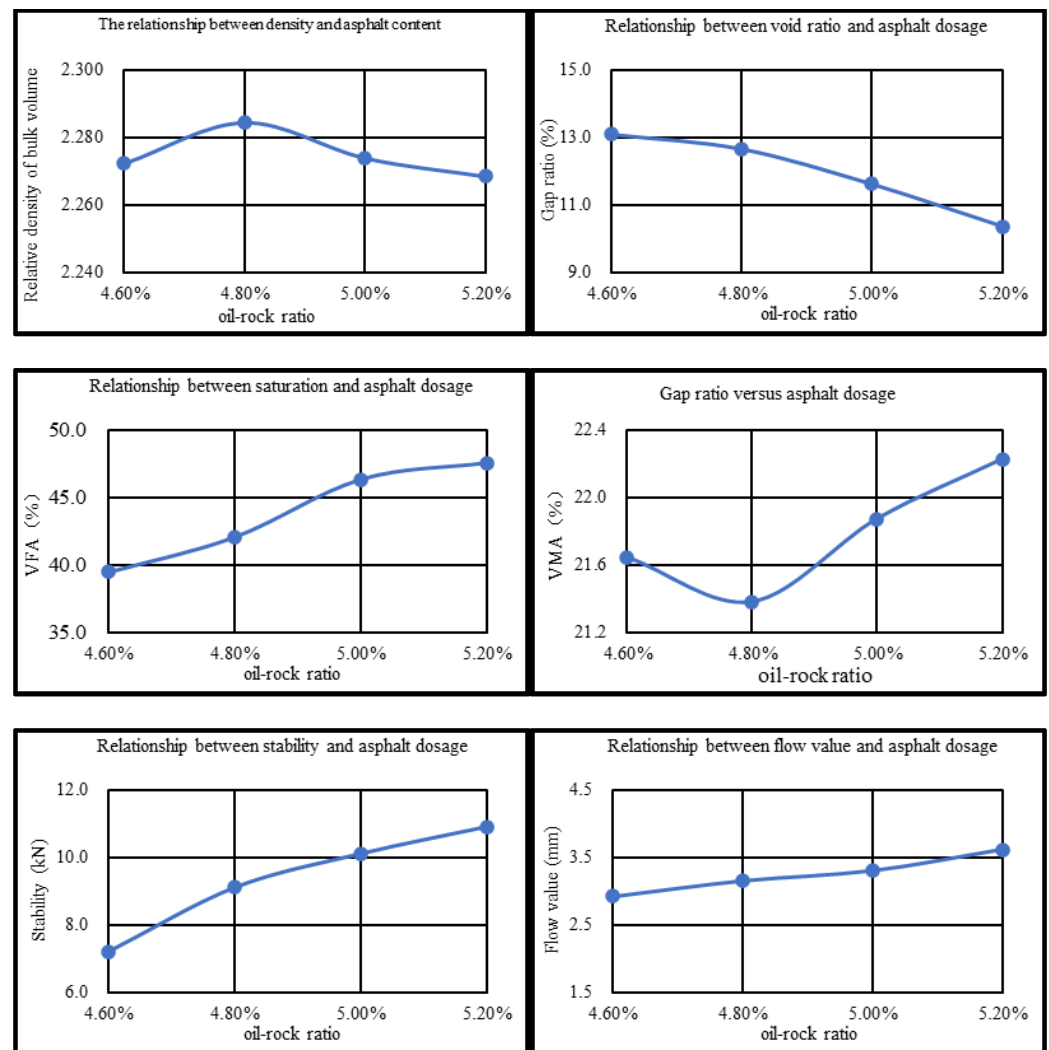 The relationship between density and asphalt content
Relative density of bulk volume
2.300
2.280
2.260
2.240
4.60% 4.80% 5.00% 5.20%
oil-rock ratio
Relationship between void ratio and asphalt dosage
Gap ratio (%)
15.0
13.0
11.0
9.0
4.60% 4.80% 5.00% 5.20%
oil-rock ratio
Relationship between saturation and asphalt dosage
VFA (%)
50.0
45.0
40.0
35.0
4.60% 4.80% 5.00% 5.20%
oil-rock ratio
Gap ratio versus asphalt dosage
VMA (%)
22.4
22.0
21.6
21.2
4.60% 4.80% 5.00% 5.20%
oil-rock ratio
Relationship between stability and asphalt dosage
Stability (kN)
12.0
10.0
8.0
6.0
4.60% 4.80% 5.00% 5.20%
oil-rock ratio
Relationship between flow value and asphalt dosage
Flow value (mm)
4.5
3.5
2.5
1.5
4.60% 4.80% 5.00% 5.20%
oil-rock ratio